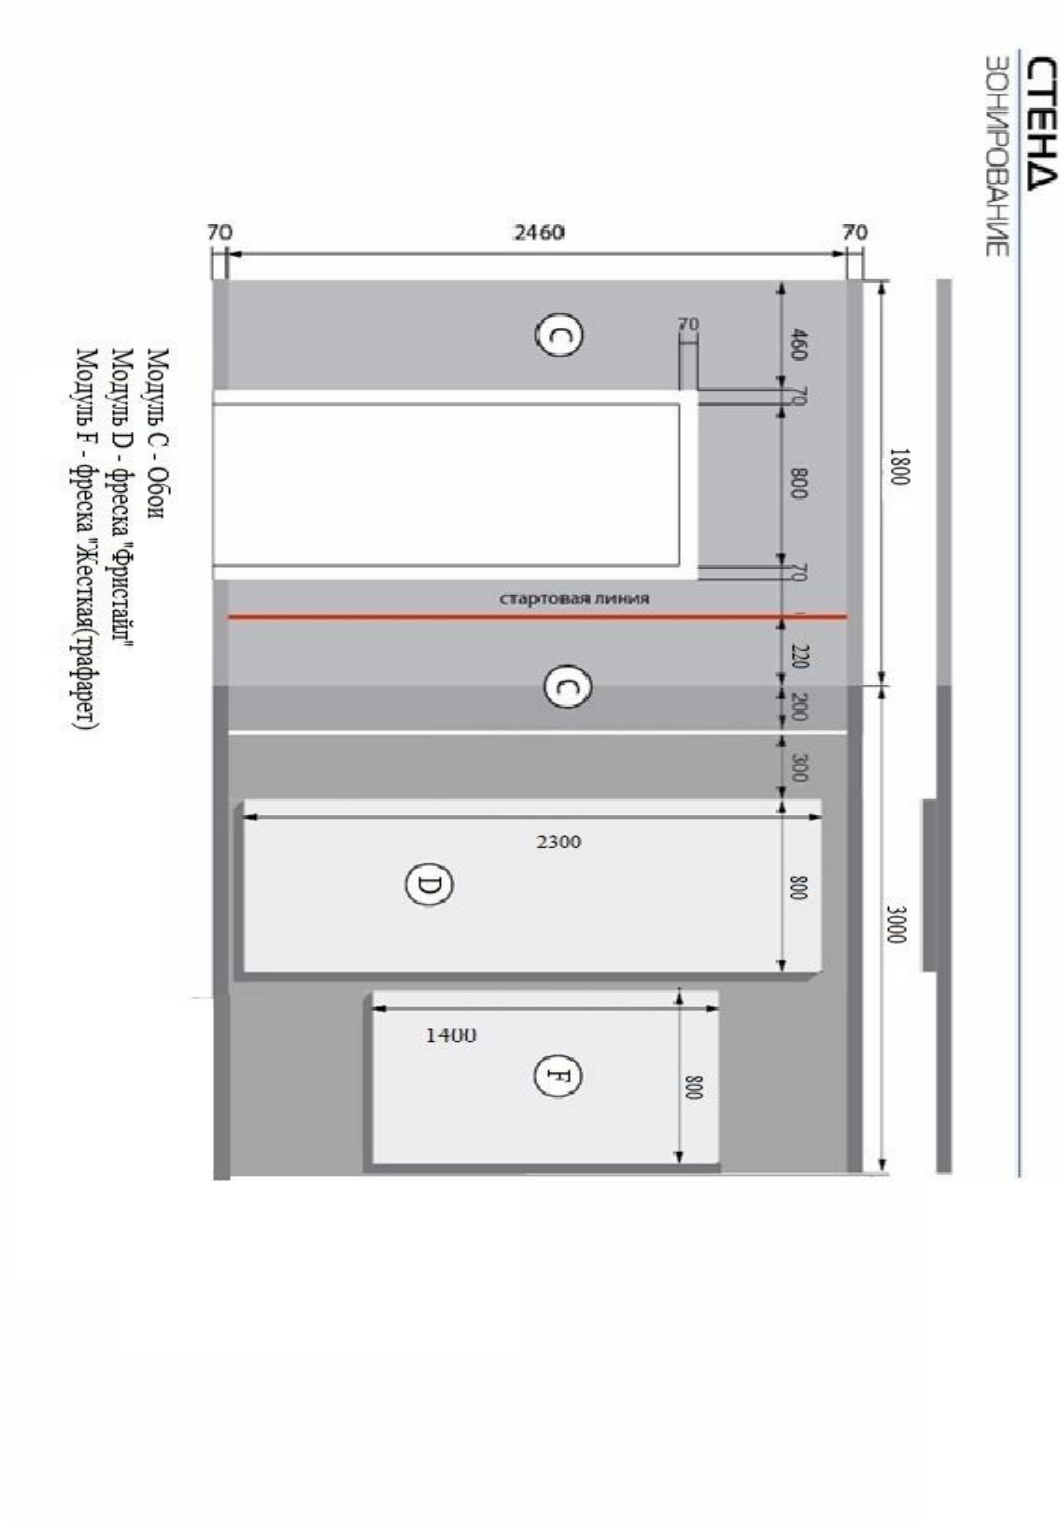 СТЕНД
ЗОНИРОВАНИЕ
70
2460
70
1800
3000
460
70
70
800
70
220
200
300
800
800
стартовая линия
C
C
2300
D
1400
F
Модуль C - Обои
Модуль D - фреска "Фристайл"
Модуль F - фреска "Жесткая(трафарет)